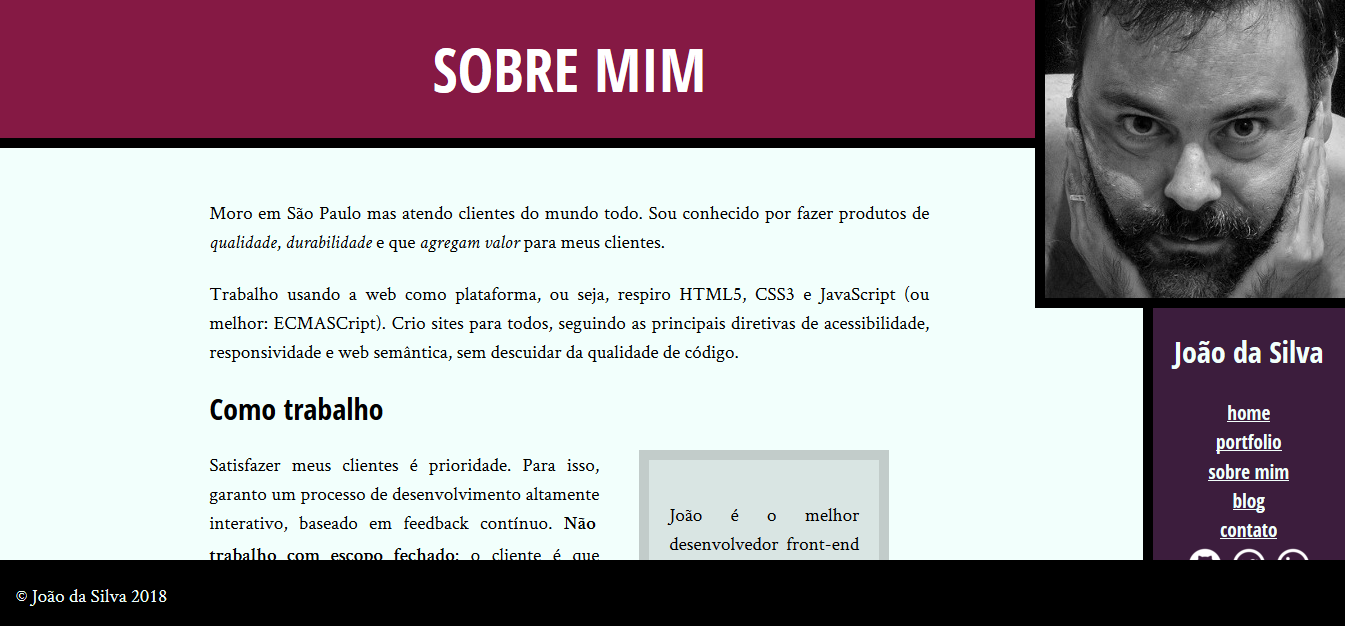 SOBRE MIM
Moro em São Paulo mas atendo clientes do mundo todo. Sou conhecido por fazer produtos de
qualidade, durabilidade e que agregam valor para meus clientes.
Trabalho usando a web como plataforma, ou seja, respiro HTML5, CSS3 e JavaScript (ou
melhor: ECMASCript). Crio sites para todos, seguindo as principais diretivas de acessibilidade,
responsividade e web semântica, sem descuidar da qualidade de código.
Como trabalho
Satisfazer meus clientes é prioridade. Para isso,
garanto um processo de desenvolvimento altamente
interativo, baseado em feedback contínuo. Não
trabalho com escopo fechado: o cliente é que
João é o melhor
desenvolvedor front-end
João da Silva
home
portfolio
sobre mim
blog
contato
© João da Silva 2018